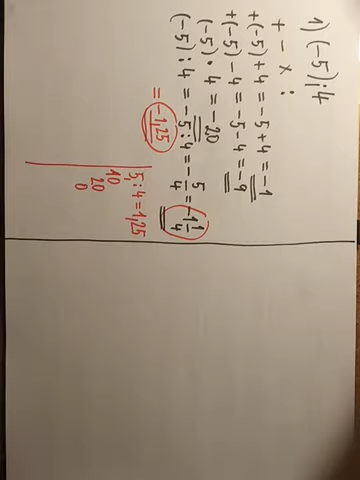 1) (-5) ; 4
+ - x :
+(-5) + 4 = -5 + 4 = -1
+(-5) - 4 = -5 - 4 = -9
(-5) · 4 = -20
(-5) : 4 = -5 : 4 = -5/4 = -1 1/4
= -1,25
5 : 4 = 1,25
10
20
0